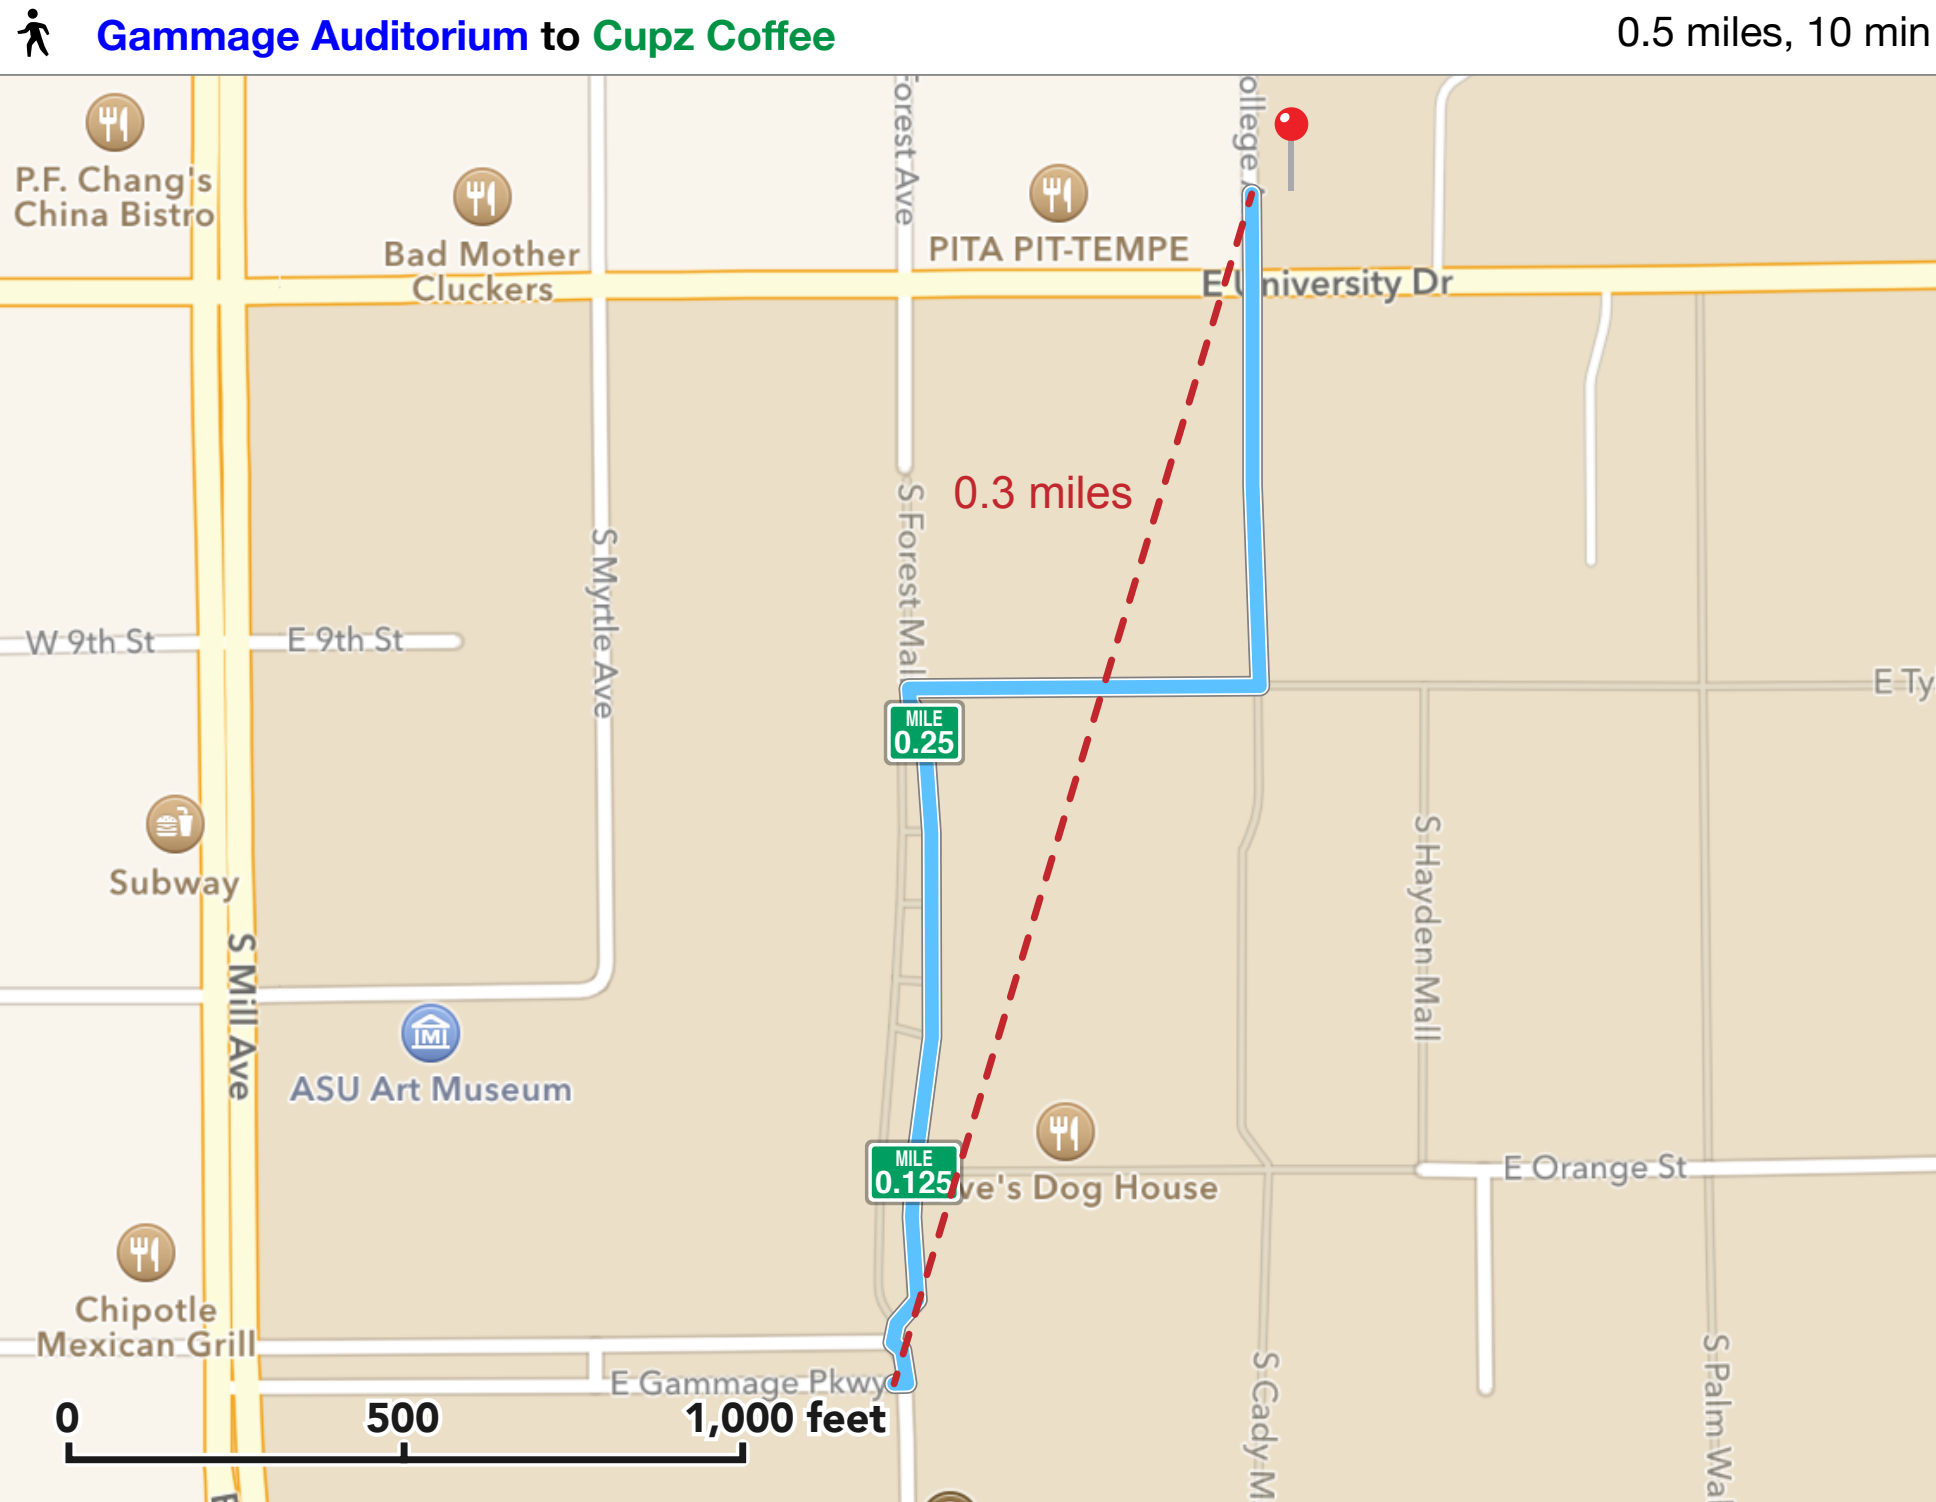 Gammage Auditorium to Cupz Coffee
0.5 miles, 10 min
P.F. Chang's
China Bistro
Bad Mother
Cluckers
Forest Ave
PITA PIT-TEMPE
E University Dr
0.3 miles
S Forest Mall
S Myrtle Ave
W 9th St
E 9th St
E Ty
MILE
0.25
Subway
S Hayden Mall
S Mill Ave
ASU Art Museum
MILE
0.125
ve's Dog House
E Orange St
Chipotle
Mexican Grill
E Gammage Pkwy
S Cady M
S Palm Wal
0 500 1,000 feet